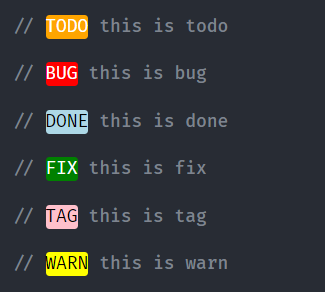 // TODO this is todo
// BUG this is bug
// DONE this is done
// FIX this is fix
// TAG this is tag
// WARN this is warn